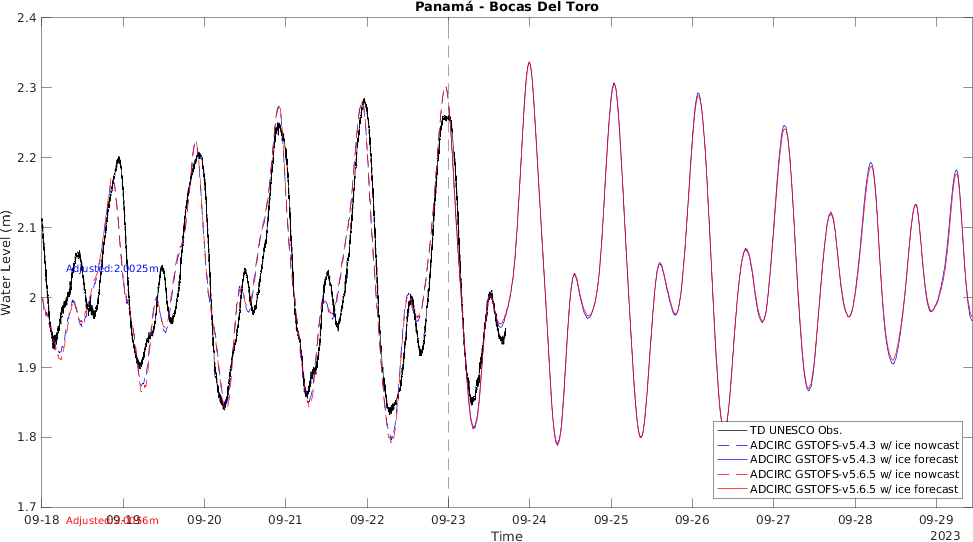 Panamá - Bocas Del Toro
Water Level (m)
2.4
2.3
2.2
2.1
2
1.9
1.8
1.7
Adjusted:2.0025m
09-18
09-19
09-20
09-21
09-22
09-23
09-24
09-25
09-26
09-27
09-28
09-29
2023
Time
TD UNESCO Obs.
ADCIRC GSTOFS-v5.4.3 w/ ice nowcast
ADCIRC GSTOFS-v5.4.3 w/ ice forecast
ADCIRC GSTOFS-v5.6.5 w/ ice nowcast
ADCIRC GSTOFS-v5.6.5 w/ ice forecast